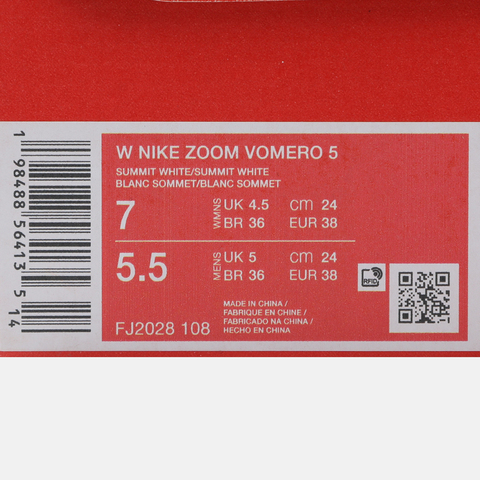 1 98488 56413 5 14
W NIKE ZOOM VOMERO 5
SUMMIT WHITE/SUMMIT WHITE
BLANC SOMMET/BLANC SOMMET
7 WMNS UK 4.5 cm 24
BR 36 EUR 38
5.5 MENS UK 5 cm 24
BR 36 EUR 38
RFID
MADE IN CHINA /
FABRIQUE EN CHINE /
FABRICADO NA CHINA /
HECHO EN CHINA
FJ2028 108